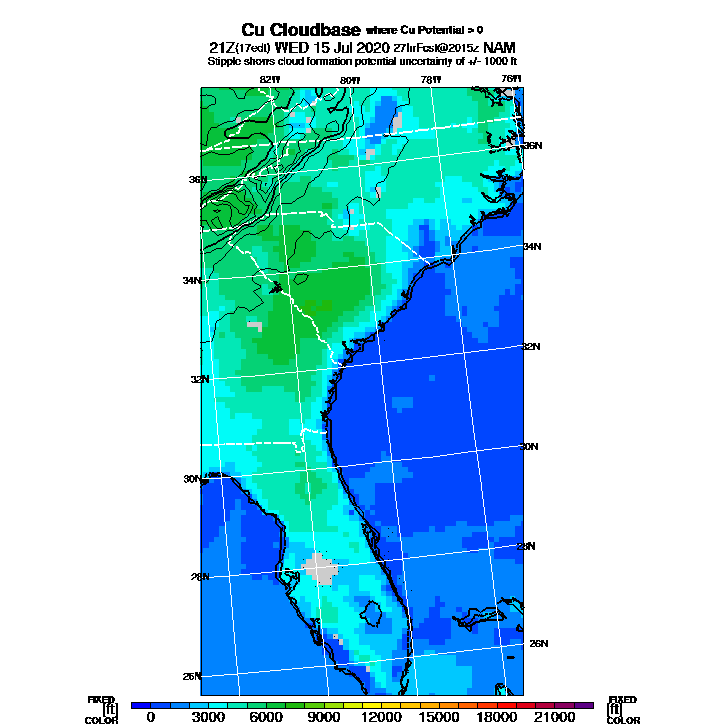 Cu Cloudbase where Cu Potential > 0
21Z(17edt) WED 15 Jul 2020 27hrFcst@2015z NAM
Stipple shows cloud formation potential uncertainty of +/- 1000 ft
82W 80W 78W 76W
36N
36N
34N
34N
32N
32N
30N
30N
28N
28N
26N
26N
FIXED FIXED
[ft] [ft]
COLOR COLOR
0 3000 6000 9000 12000 15000 18000 21000